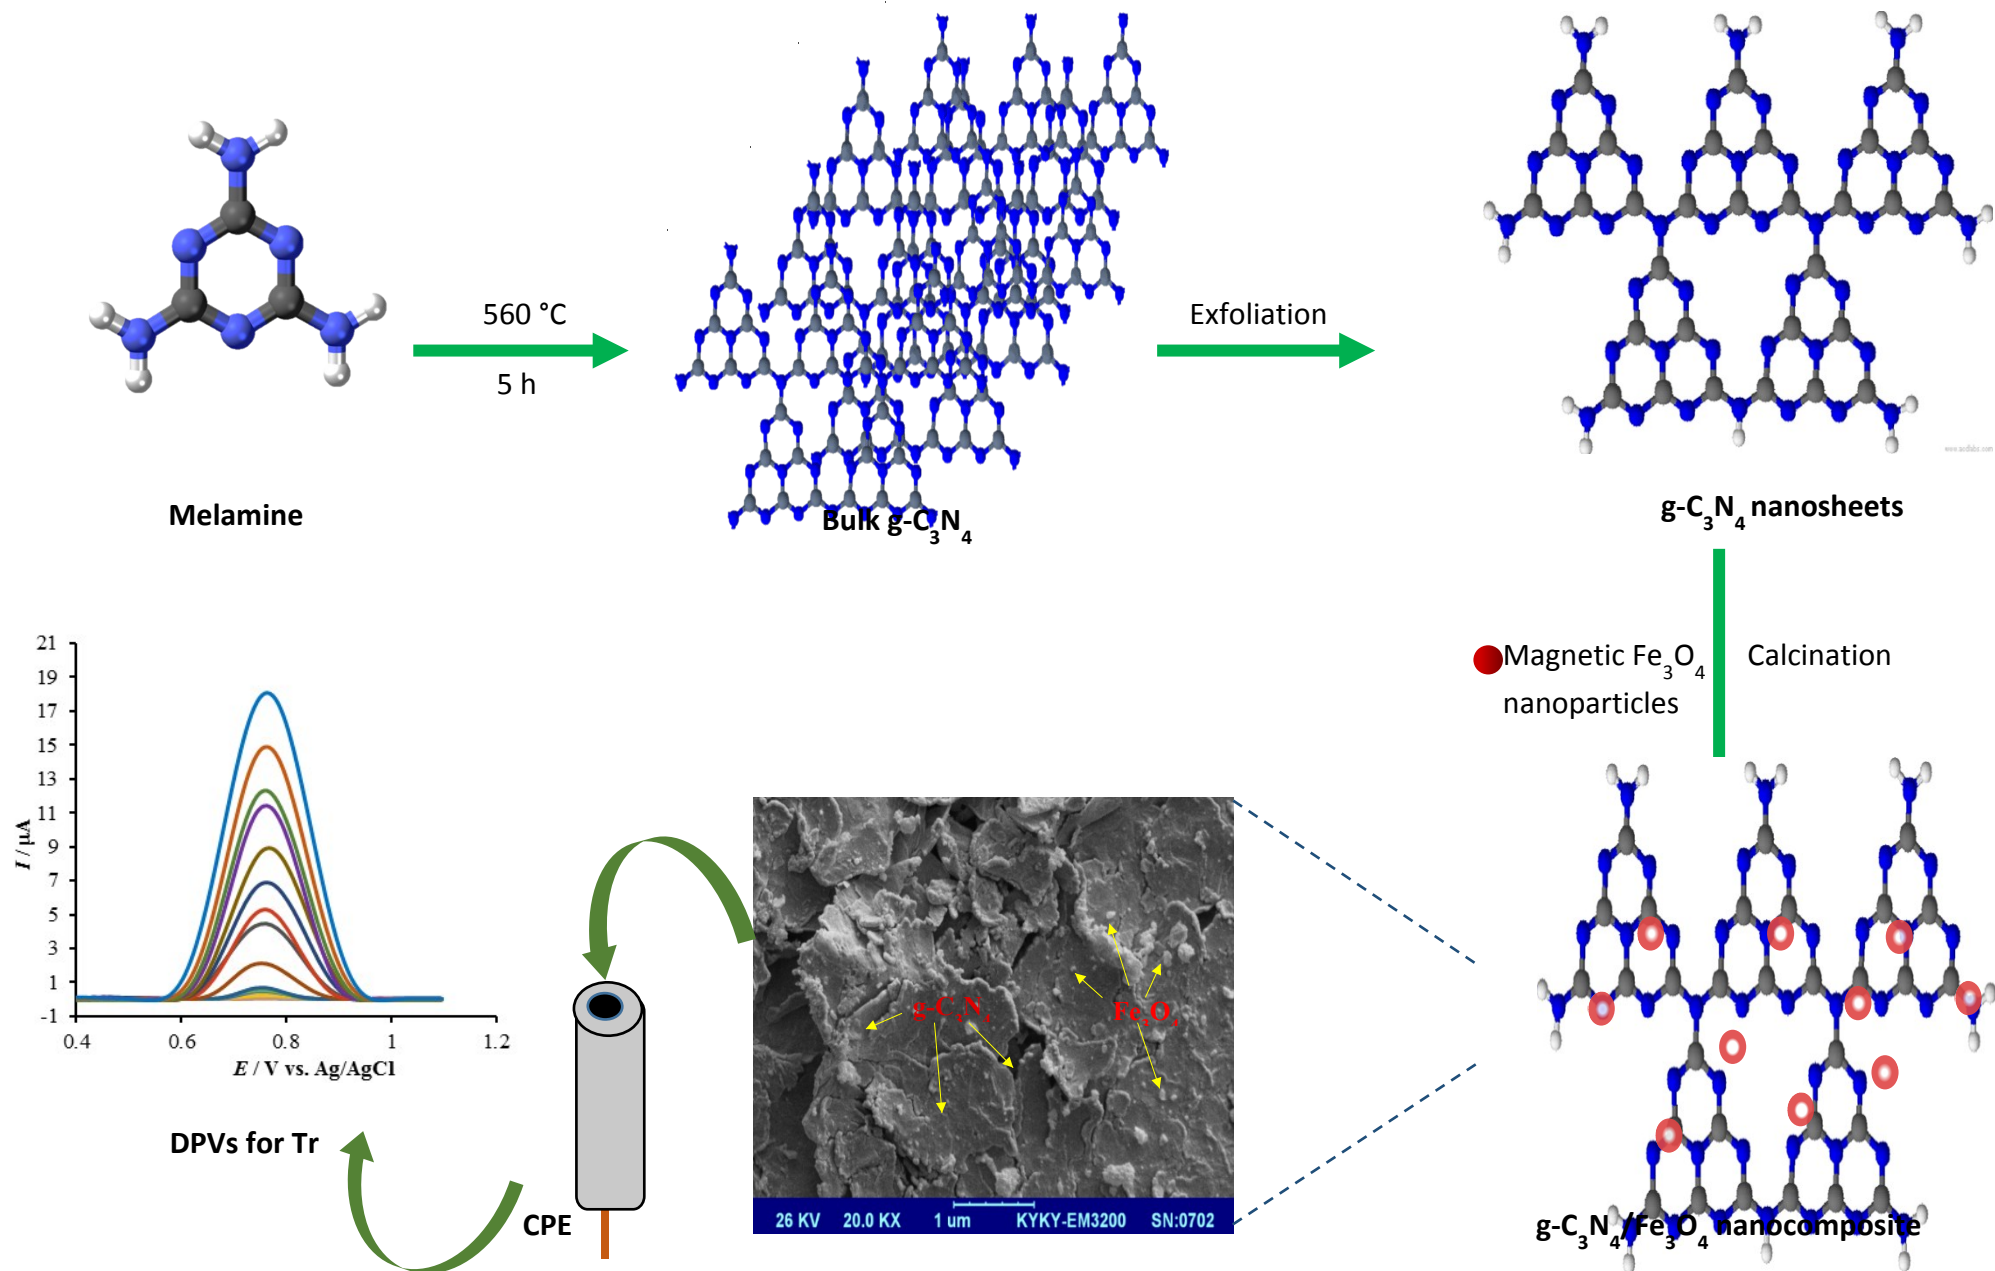 560 °C
5 h
Exfoliation
www.acdlabs.com
Melamine
Bulk g-C₃N₄
g-C₃N₄ nanosheets
Magnetic Fe₃O₄
nanoparticles
Calcination
21
19
17
15
13
11
9
7
5
3
1
-1
I / µA
0.4
0.6
0.8
1
1.2
E / V vs. Ag/AgCl
DPVs for Tr
CPE
g-C₃N₄
Fe₃O₄
26 KV 20.0 KX 1 um KYKY-EM3200 SN:0702
g-C₃N₄/Fe₃O₄ nanocomposite